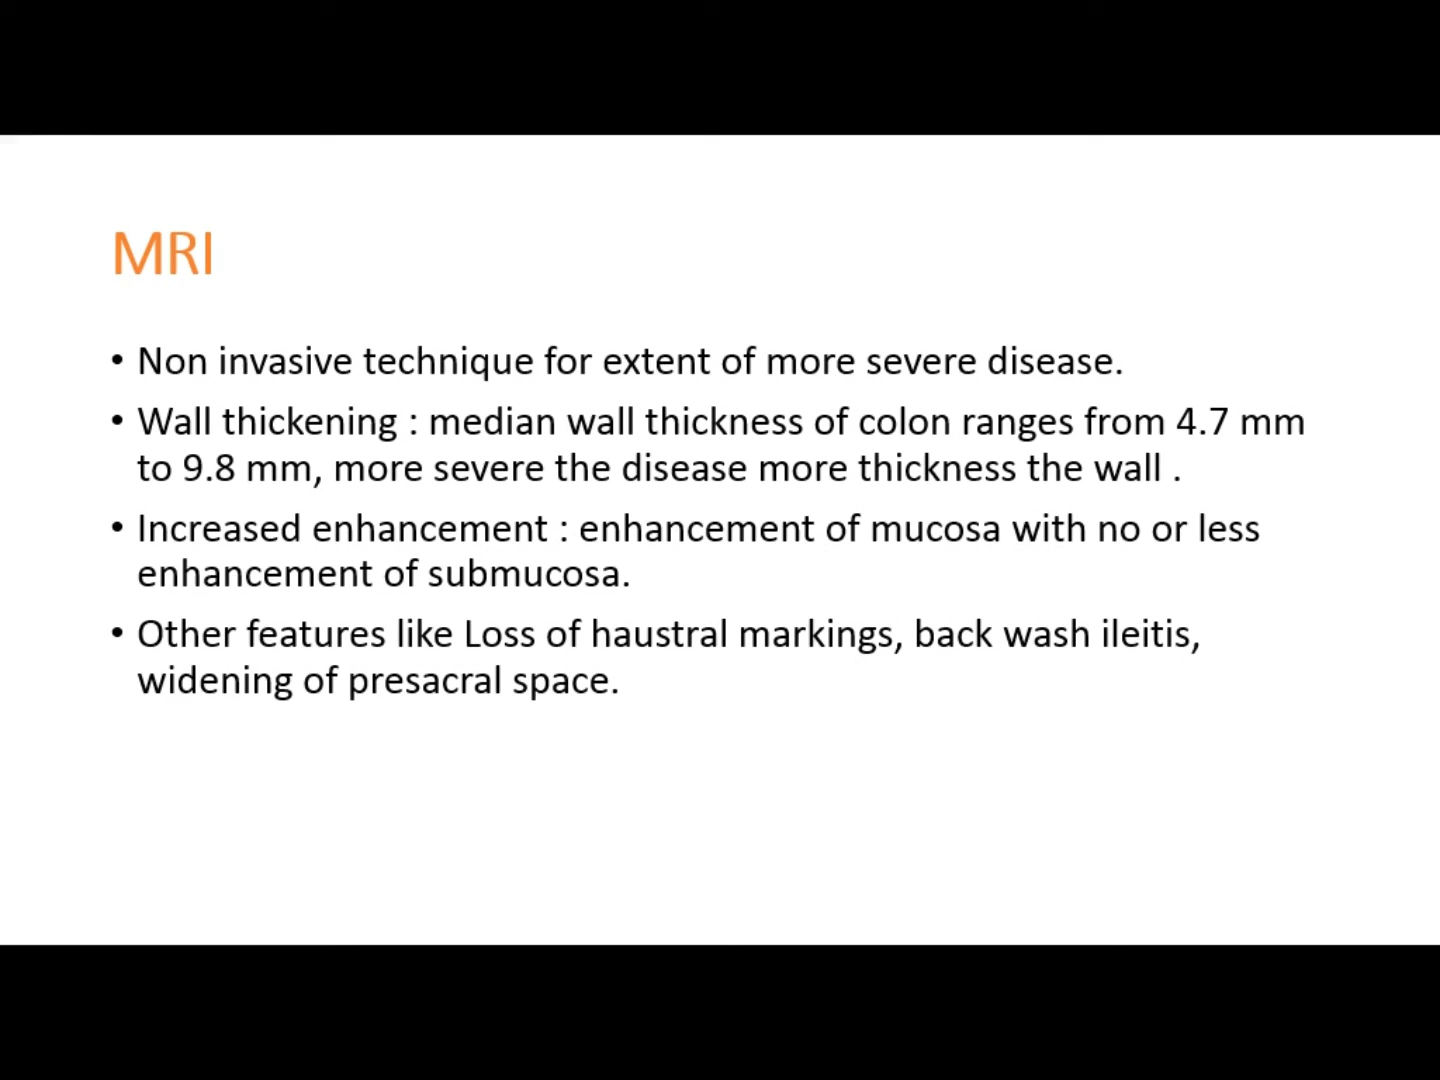 MRI
• Non invasive technique for extent of more severe disease.
• Wall thickening : median wall thickness of colon ranges from 4.7 mm
to 9.8 mm, more severe the disease more thickness the wall .
• Increased enhancement : enhancement of mucosa with no or less
enhancement of submucosa.
• Other features like Loss of haustral markings, back wash ileitis,
widening of presacral space.